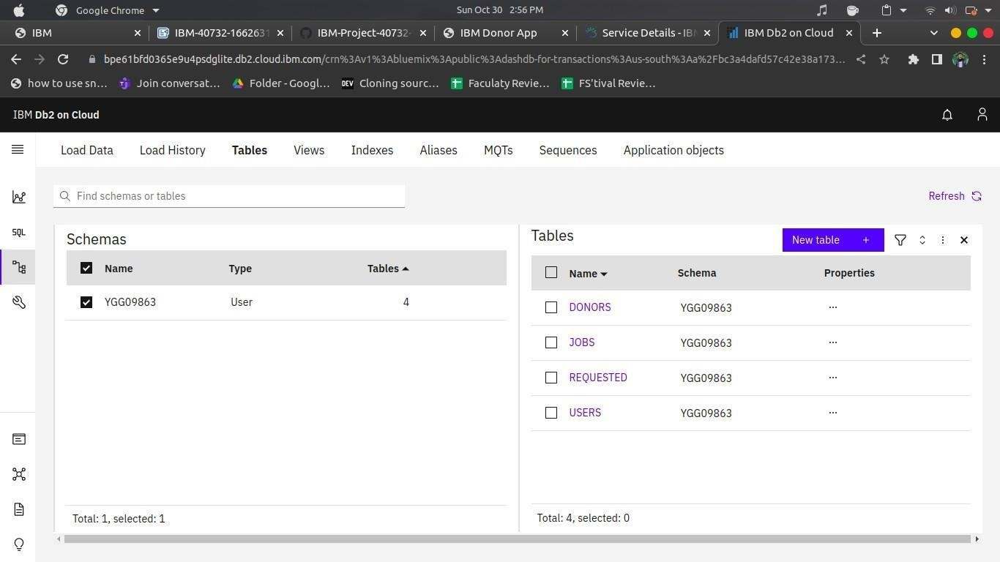 Google Chrome
Sun Oct 30 2:56 PM
IBM
IBM-40732-1662631
IBM-Project-40732-
IBM Donor App
Service Details - IBM
IBM Db2 on Cloud
bpe61bfd0365e9u4psdglite.db2.cloud.ibm.com/crn%3Av1%3Abluemix%3Apublic%3Adashdb-for-transactions%3Aus-south%3Aa%2Fbc3a4dafd57c42e38a173...
how to use sn...
Join conversat...
Folder - Googl...
DEV
Cloning sourc...
Faculaty Revie...
FS'tival Revie...
IBM Db2 on Cloud
Load Data
Load History
Tables
Views
Indexes
Aliases
MQTs
Sequences
Application objects
SQL
Find schemas or tables
Refresh
Schemas
Name Type Tables
YGG09863 User 4
Total: 1, selected: 1
Tables
New table +
Name Schema Properties
DONORS YGG09863 ...
JOBS YGG09863 ...
REQUESTED YGG09863 ...
USERS YGG09863 ...
Total: 4, selected: 0